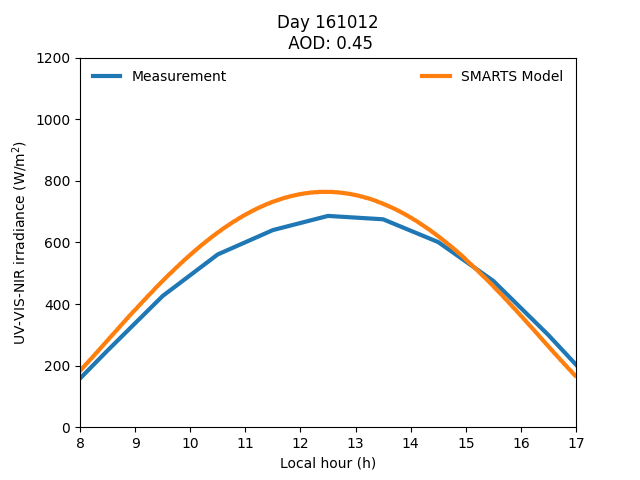 Day 161012
AOD: 0.45
Measurement
SMARTS Model
UV-VIS-NIR irradiance (W/m²)
1200
1000
800
600
400
200
0
8 9 10 11 12 13 14 15 16 17
Local hour (h)